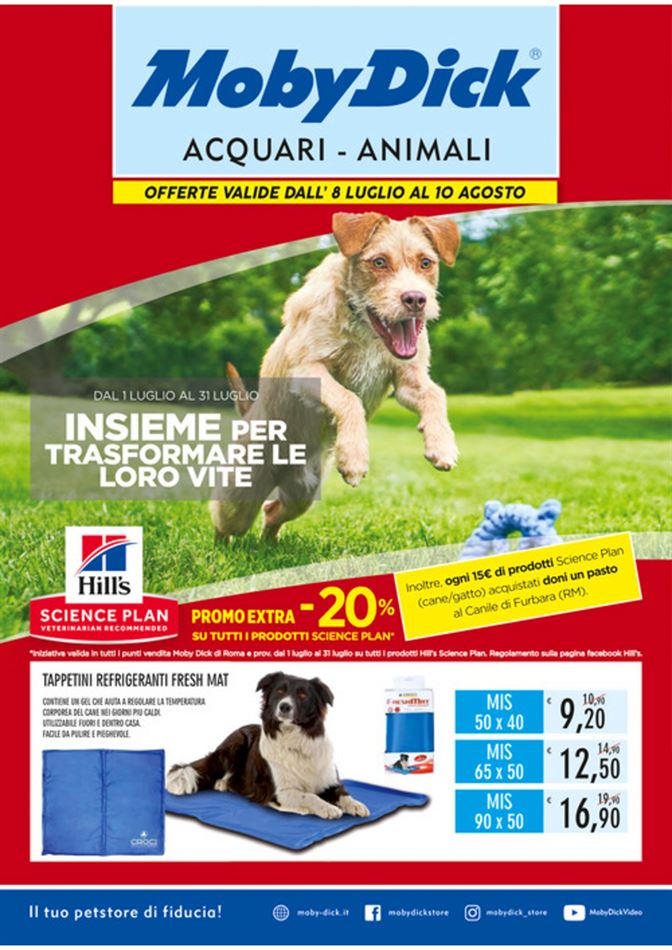 MobyDick®
ACQUARI - ANIMALI
OFFERTE VALIDE DALL' 8 LUGLIO AL 10 AGOSTO
DAL 1 LUGLIO AL 31 LUGLIO
INSIEME PER
TRASFORMARE LE
LORO VITE
Hill's
SCIENCE PLAN
VETERINARIAN RECOMMENDED
PROMO EXTRA -20%
SU TUTTI I PRODOTTI SCIENCE PLAN*
Inoltre, ogni 15€ di prodotti Science Plan
(cane/gatto) acquistati doni un pasto
al Canile di Furbara (RM).
*Iniziativa valida in tutti i punti vendita Moby Dick di Roma e prov. dal 1 luglio al 31 luglio su tutti i prodotti Hill's Science Plan. Regolamento sulla pagina facebook Hill's.
TAPPETINI REFRIGERANTI FRESH MAT
CONTIENE UN GEL CHE AIUTA A REGOLARE LA TEMPERATURA
CORPOREA DEL CANE NEI GIORNI PIU CALDI.
UTILIZZABILE FUORI E DENTRO CASA.
FACILE DA PULIRE E PIEGHEVOLE.
CROCI
FRESHMAT
MIS
50 x 40
€ 10,90
9,20
MIS
65 x 50
€ 14,90
12,50
MIS
90 x 50
€ 19,90
16,90
Il tuo petstore di fiducia!
moby-dick.it
mobydickstore
mobydick_store
MobyDickVideo